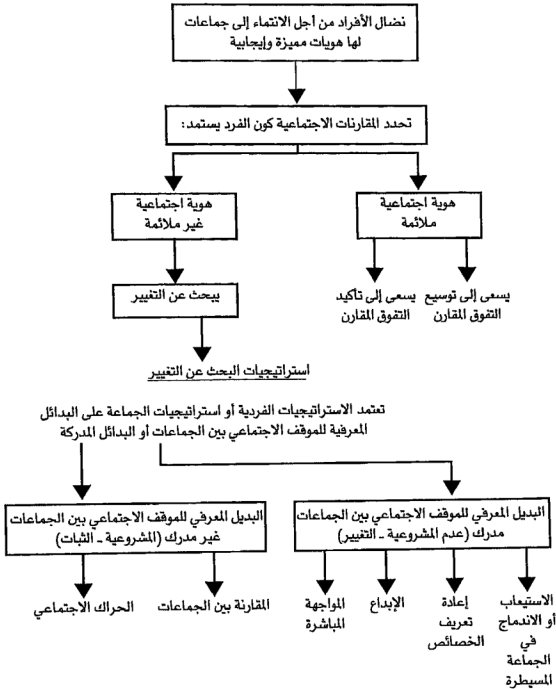 نضال الأفراد من أجل الانتماء إلى جماعات
لها هويات مميزة وإيجابية
تحدد المقارنات الاجتماعية كون الفرد يستمد:
هوية اجتماعية
ملائمة
هوية اجتماعية
غير ملائمة
يسعى إلى توسيع
التفوق المقارن
يسعى إلى تأكيد
التفوق المقارن
يبحث عن التغيير
استراتيجيات البحث عن التغيير
تعتمد الاستراتيجيات الفردية أو استراتيجيات الجماعة على البدائل
المعرفية للموقف الاجتماعي بين الجماعات أو البدائل المدركة
البديل المعرفي للموقف الاجتماعي بين الجماعات
مدرك (عدم المشروعية ـ التغيير)
البديل المعرفي للموقف الاجتماعي بين الجماعات
غير مدرك (المشروعية ـ الثبات)
الاستيعاب
أو الاندماج
في
الجماعة
المسيطرة
إعادة
تعريف
الخصائص
الإبداع
المواجهة
المباشرة
المقارنة بين الجماعات
الحراك الاجتماعي